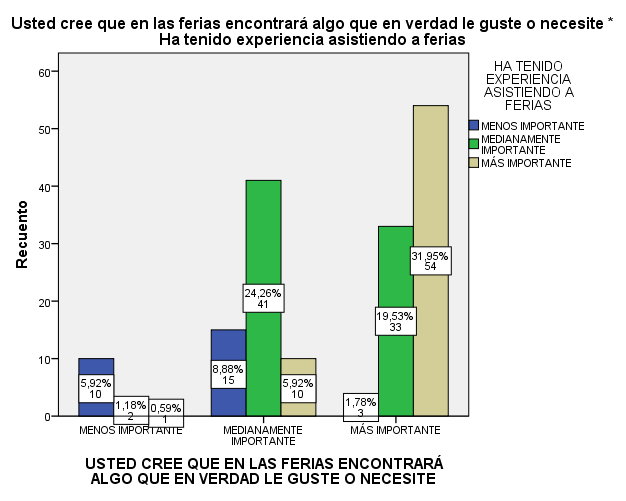 Usted cree que en las ferias encontrará algo que en verdad le guste o necesite *
Ha tenido experiencia asistiendo a ferias
HA TENIDO
EXPERIENCIA
ASISTIENDO A
FERIAS
MENOS IMPORTANTE
MEDIANAMENTE
IMPORTANTE
MÁS IMPORTANTE
Recuento
60
50
40
30
20
10
0
5,92%
10
1,18%
2
0,59%
1
8,88%
15
24,26%
41
5,92%
10
1,78%
3
19,53%
33
31,95%
54
MENOS IMPORTANTE
MEDIANAMENTE
IMPORTANTE
MÁS IMPORTANTE
USTED CREE QUE EN LAS FERIAS ENCONTRARÁ
ALGO QUE EN VERDAD LE GUSTE O NECESITE